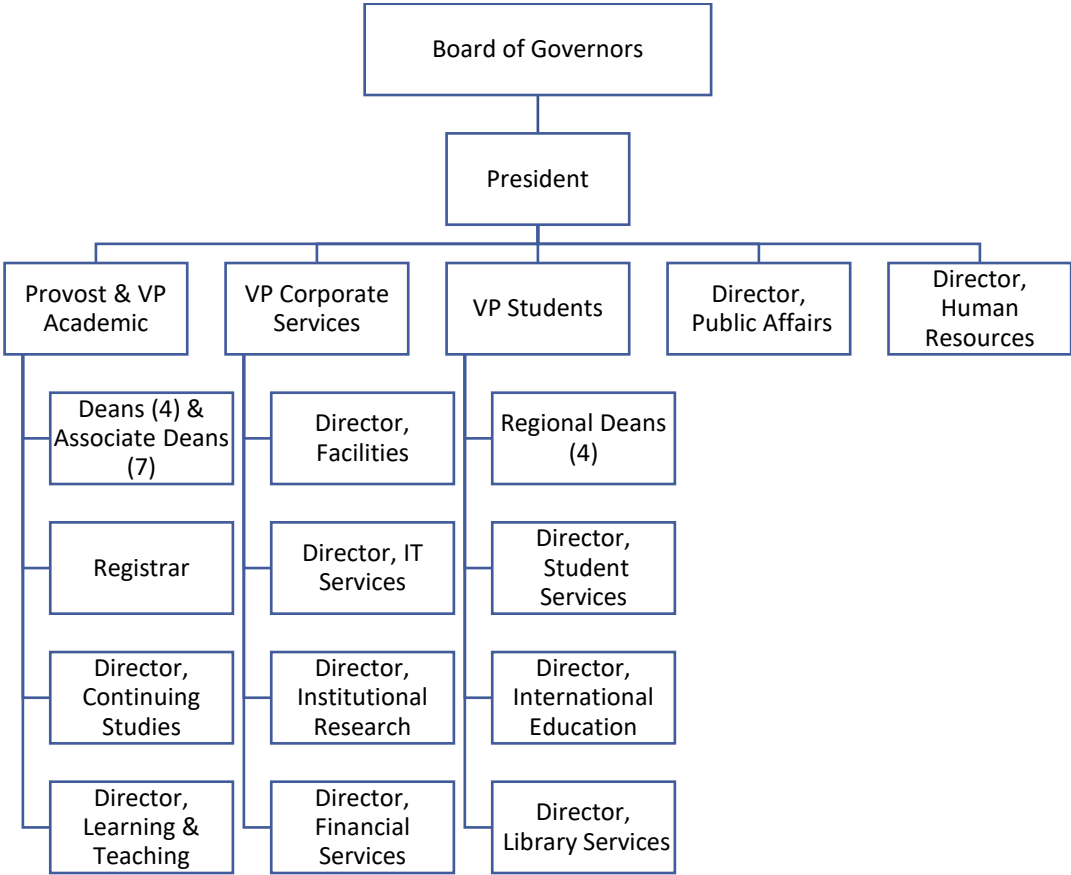 Board of Governors
President
Provost & VP
Academic
VP Corporate
Services
VP Students
Director,
Public Affairs
Director,
Human
Resources
Deans (4) &
Associate Deans
(7)
Director,
Facilities
Regional Deans
(4)
Registrar
Director, IT
Services
Director,
Student
Services
Director,
Continuing
Studies
Director,
Institutional
Research
Director,
International
Education
Director,
Learning &
Teaching
Director,
Financial
Services
Director,
Library Services